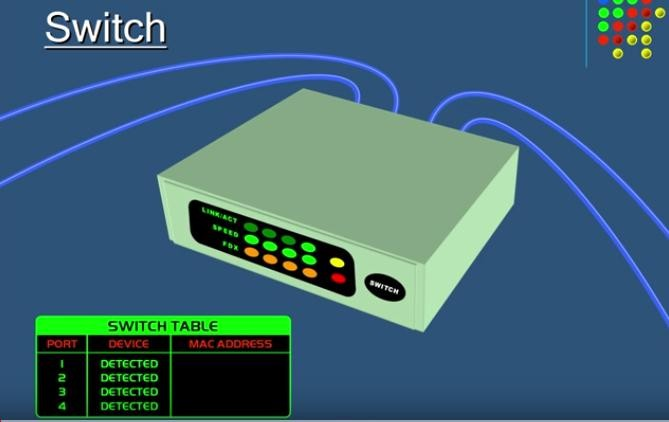 Switch
LINK/ACT
SPEED
FDX
SWITCH
SWITCH TABLE
PORT DEVICE MAC ADDRESS
1 DETECTED
2 DETECTED
3 DETECTED
4 DETECTED